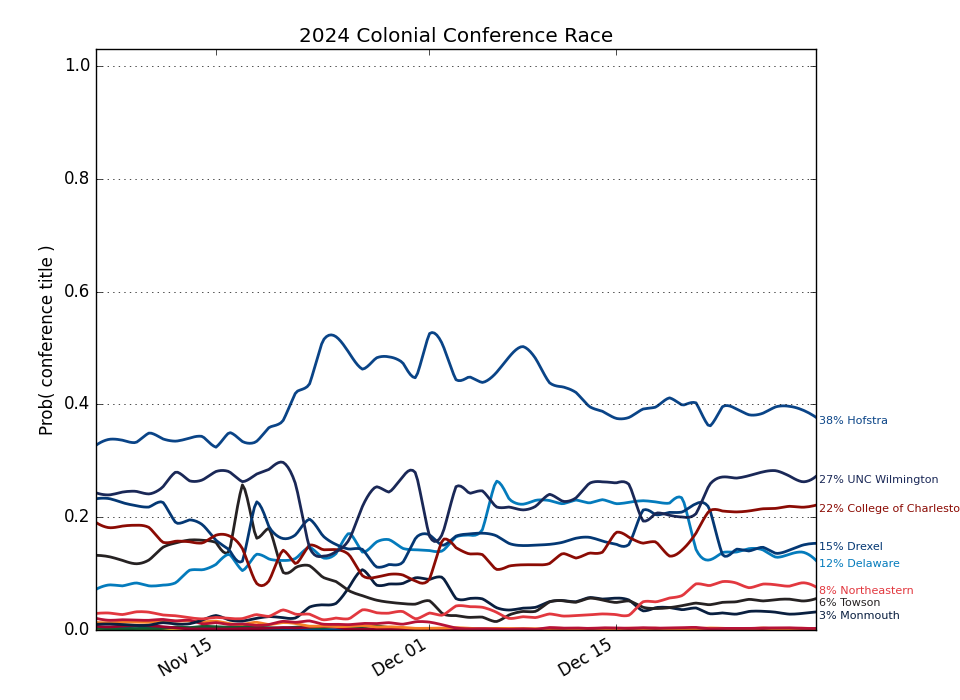 2024 Colonial Conference Race
Prob( conference title )
1.0
0.8
0.6
0.4
0.2
0.0
Nov 15
Dec 01
Dec 15
38% Hofstra
27% UNC Wilmington
22% College of Charlesto
15% Drexel
12% Delaware
8% Northeastern
6% Towson
3% Monmouth